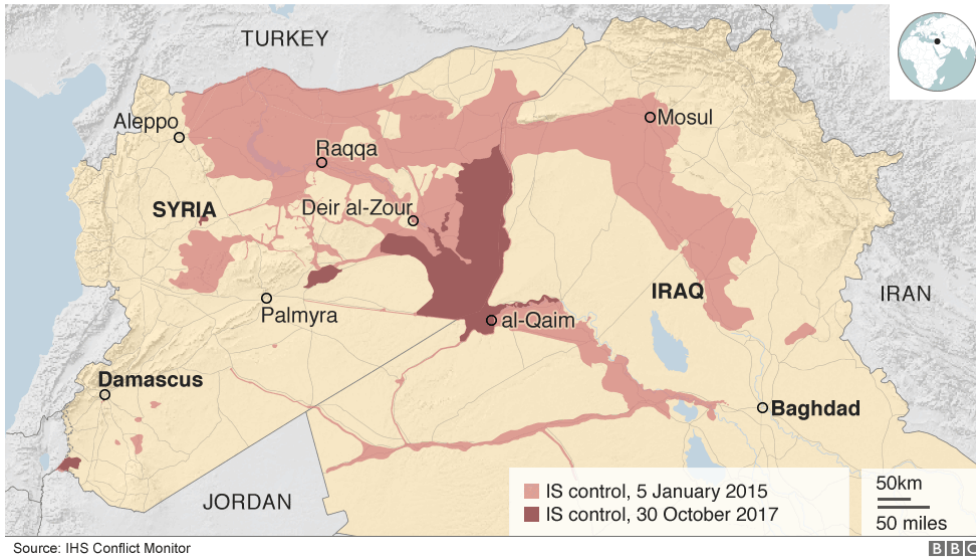 TURKEY
Aleppo
Mosul
Raqqa
SYRIA
Deir al-Zour
IRAQ
IRAN
Palmyra
al-Qaim
Damascus
Baghdad
JORDAN
IS control, 5 January 2015
IS control, 30 October 2017
50km
50 miles
Source: IHS Conflict Monitor
BBC